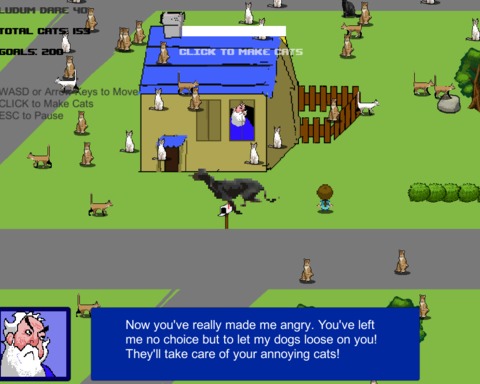 LUDUM DARE 40
TOTAL CATS: 153
GOALS: 200
CLICK TO MAKE CATS
WASD or Arrow Keys to Move
CLICK to Make Cats
ESC to Pause
Now you've really made me angry. You've left
me no choice but to let my dogs loose on you!
They'll take care of your annoying cats!